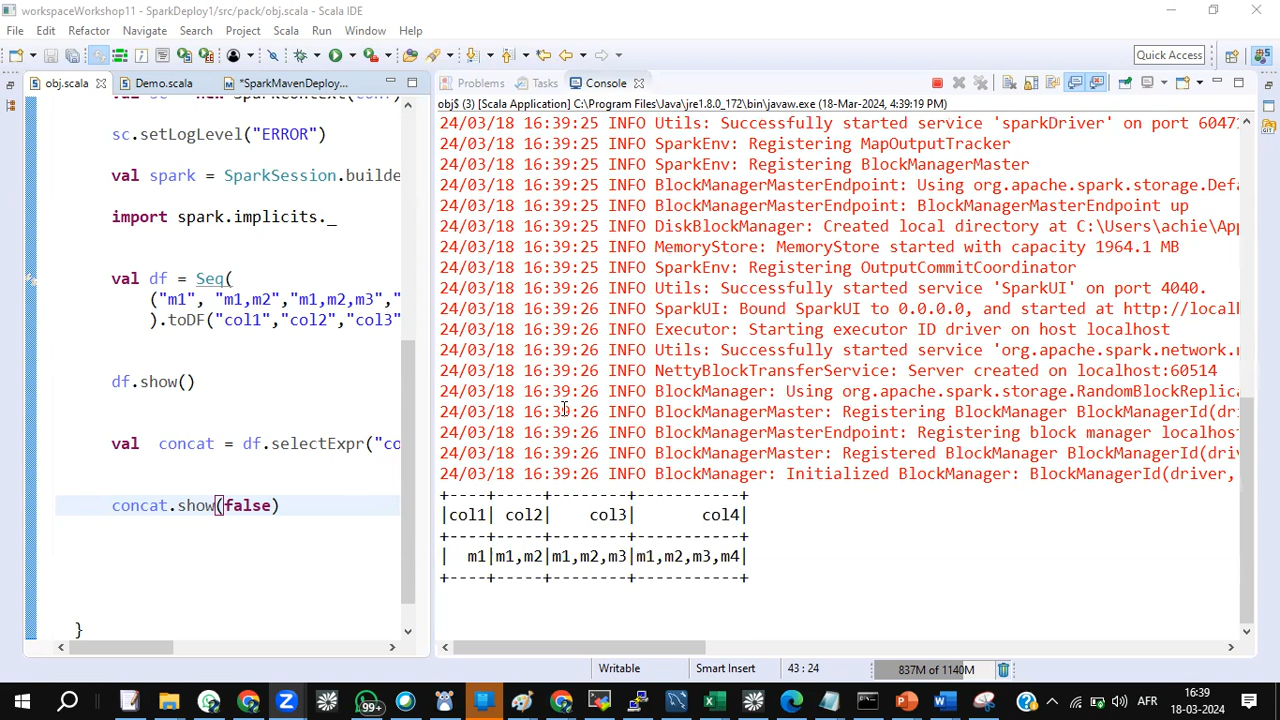 workspaceWorkshop11 - SparkDeploy1/src/pack/obj.scala - Scala IDE
File Edit Refactor Navigate Search Project Scala Run Window Help
Quick Access
obj.scala Demo.scala *SparkMavenDeploy... Problems Tasks Console
obj$ (3) [Scala Application] C:\Program Files\Java\jre1.8.0_172\bin\javaw.exe (18-Mar-2024, 4:39:19 PM)
sc.setLogLevel("ERROR")
val spark = SparkSession.builde
import spark.implicits._
val df = Seq(
("m1", "m1,m2","m1,m2,m3","
).toDF("col1","col2","col3"
df.show()
val concat = df.selectExpr("co
concat.show(false)
}
24/03/18 16:39:25 INFO Utils: Successfully started service 'sparkDriver' on port 6047
24/03/18 16:39:25 INFO SparkEnv: Registering MapOutputTracker
24/03/18 16:39:25 INFO SparkEnv: Registering BlockManagerMaster
24/03/18 16:39:25 INFO BlockManagerMasterEndpoint: Using org.apache.spark.storage.Defa
24/03/18 16:39:25 INFO BlockManagerMasterEndpoint: BlockManagerMasterEndpoint up
24/03/18 16:39:25 INFO DiskBlockManager: Created local directory at C:\Users\achie\App
24/03/18 16:39:25 INFO MemoryStore: MemoryStore started with capacity 1964.1 MB
24/03/18 16:39:25 INFO SparkEnv: Registering OutputCommitCoordinator
24/03/18 16:39:26 INFO Utils: Successfully started service 'SparkUI' on port 4040.
24/03/18 16:39:26 INFO SparkUI: Bound SparkUI to 0.0.0.0, and started at http://local
24/03/18 16:39:26 INFO Executor: Starting executor ID driver on host localhost
24/03/18 16:39:26 INFO Utils: Successfully started service 'org.apache.spark.network.n
24/03/18 16:39:26 INFO NettyBlockTransferService: Server created on localhost:60514
24/03/18 16:39:26 INFO BlockManager: Using org.apache.spark.storage.RandomBlockReplica
24/03/18 16:39:26 INFO BlockManagerMaster: Registering BlockManager BlockManagerId(dri
24/03/18 16:39:26 INFO BlockManagerMasterEndpoint: Registering block manager localhost
24/03/18 16:39:26 INFO BlockManagerMaster: Registered BlockManager BlockManagerId(driv
24/03/18 16:39:26 INFO BlockManager: Initialized BlockManager: BlockManagerId(driver,
+----+-----+--------+-----------+
|col1| col2|    col3|       col4|
+----+-----+--------+-----------+
|  m1|m1,m2|m1,m2,m3|m1,m2,m3,m4|
+----+-----+--------+-----------+
Writable Smart Insert 43 : 24 837M of 1140M
99+ AFR 16:39
18-03-2024